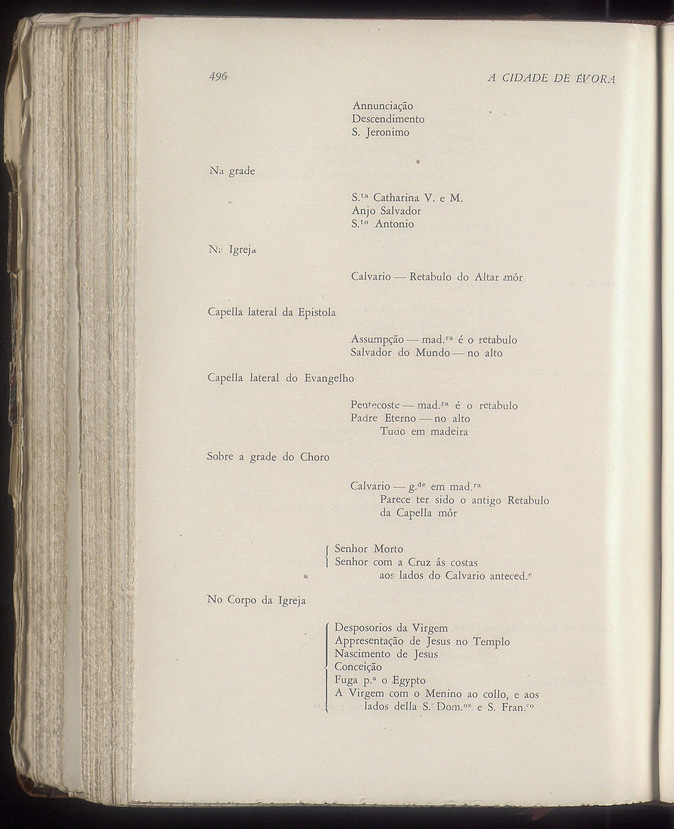 496
A CIDADE DE ÉVORA
Annunciação
Descendimento
S. Jeronimo
Na grade
S.ᵗᵃ Catharina V. e M.
Anjo Salvador
S.ᵗᵒ Antonio
Na Igreja
Calvario — Retabulo do Altar mór
Capella lateral da Epistola
Assumpção — mad.ʳᵃ é o retabulo
Salvador do Mundo — no alto
Capella lateral do Evangelho
Pentecoste — mad.ʳᵃ é o retabulo
Padre Eterno — no alto
Tudo em madeira
Sobre a grade do Choro
Calvario — g.ᵈᵉ em mad.ʳᵃ
Parece ter sido o antigo Retabulo
da Capella mór
Senhor Morto
Senhor com a Cruz ás costas
aos lados do Calvario anteced.ᵉ
No Corpo da Igreja
Desposorios da Virgem
Appresentação de Jesus no Templo
Nascimento de Jesus
Conceição
Fuga p.ᵃ o Egypto
A Virgem com o Menino ao collo, e aos
lados della S. Dom.ᵒˢ e S. Fran.ᶜᵒ